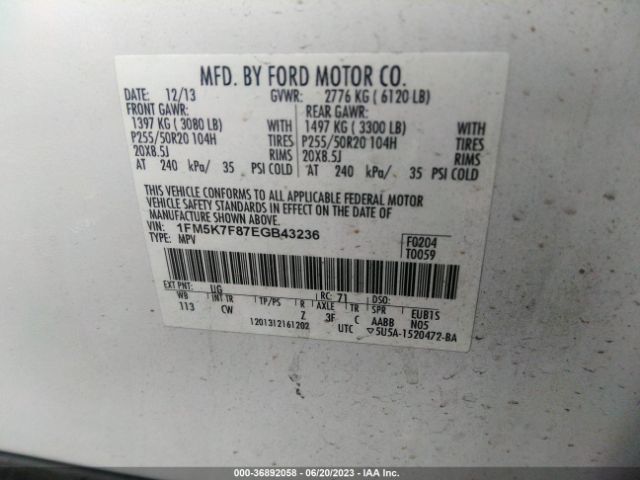 MFD. BY FORD MOTOR CO.
DATE: 12/13 GVWR: 2776 KG ( 6120 LB)
FRONT GAWR: REAR GAWR:
1397 KG ( 3080 LB) WITH 1497 KG ( 3300 LB) WITH
P255/50R20 104H TIRES P255/50R20 104H TIRES
20X8.5J RIMS 20X8.5J RIMS
AT 240 kPa/ 35 PSI COLD AT 240 kPa/ 35 PSI COLD
THIS VEHICLE CONFORMS TO ALL APPLICABLE FEDERAL MOTOR
VEHICLE SAFETY STANDARDS IN EFFECT ON THE DATE OF
MANUFACTURE SHOWN ABOVE.
VIN: 1FM5K7F87EGB43236
TYPE: MPV
F0204
T0059
EXT PNT: UG RC: 71 DSO:
WB INT TR TP/PS R AXLE TR SPR EUB1S
113 CW Z 3F C AABB N05
1201312161202 UTC ▽5U5A-1520472-BA
000-36892058 - 06/20/2023 - IAA Inc.